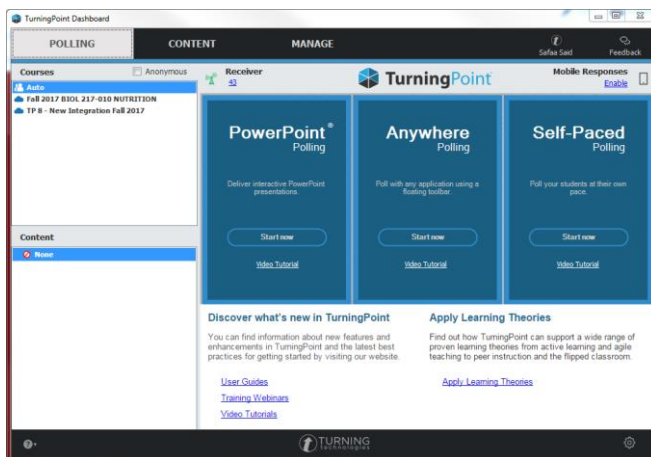 TurningPoint Dashboard
POLLING CONTENT MANAGE
Safaa Said Feedback
Courses Anonymous
Auto
Fall 2017 BIOL 217-010 NUTRITION
TP 8 - New Integration Fall 2017
Content
None
Receiver
43
TurningPoint
Mobile Responses
Enable
PowerPoint®
Polling
Deliver interactive PowerPoint
presentations.
Start now
Video Tutorial
Anywhere
Polling
Poll with any application using a
floating toolbar.
Start now
Video Tutorial
Self-Paced
Polling
Poll your students at their own
pace.
Start now
Video Tutorial
Discover what's new in TurningPoint
You can find information about new features and
enhancements in TurningPoint and the latest best
practices for getting started by visiting our website.
User Guides
Training Webinars
Video Tutorials
Apply Learning Theories
Find out how TurningPoint can support a wide range of
proven learning theories from active learning and agile
teaching to peer instruction and the flipped classroom.
Apply Learning Theories
TURNING
technologies